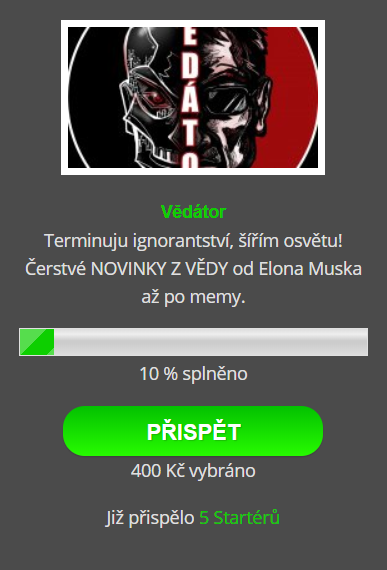 EDÁTO
Vědátor
Terminuju ignorantství, šířím osvětu!
Čerstvé NOVINKY Z VĚDY od Elona Muska
až po memy.
10 % splněno
PŘISPĚT
400 Kč vybráno
Již přispělo 5 Startérů